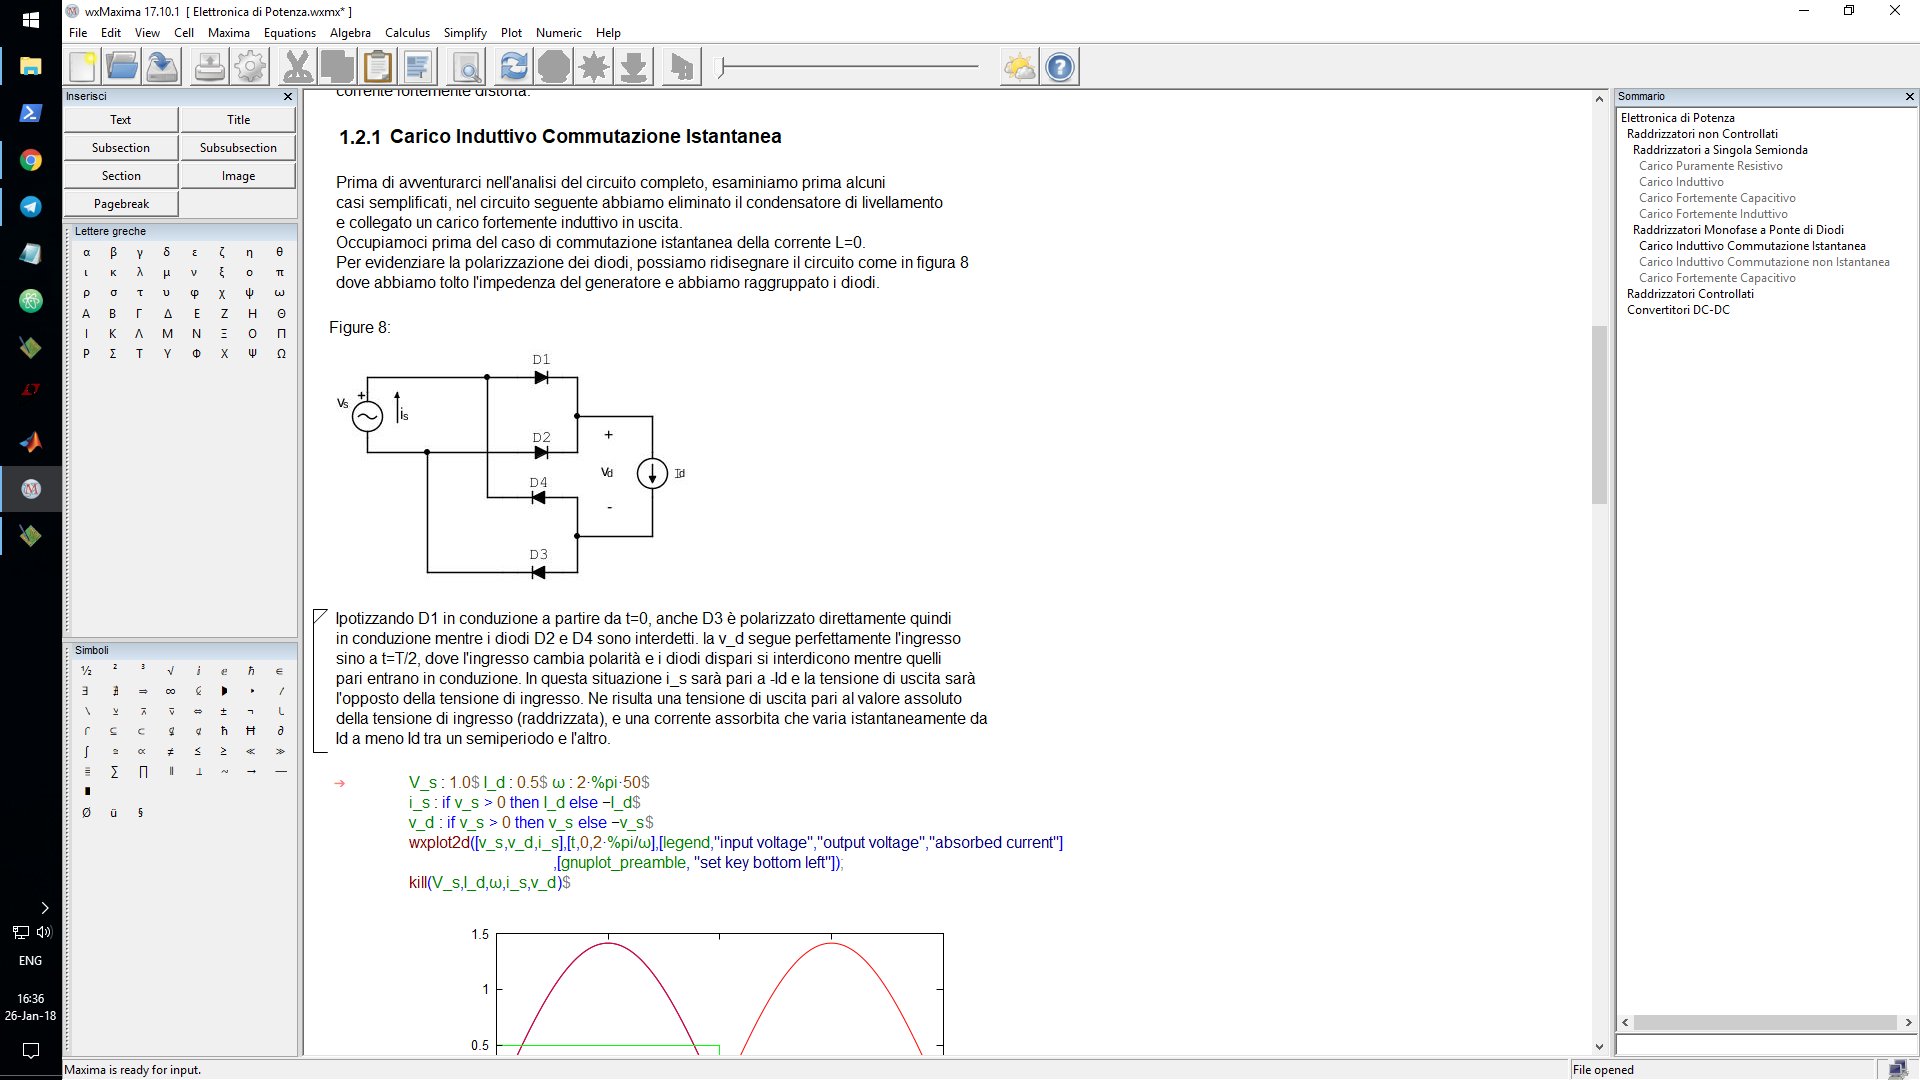 wxMaxima 17.10.1 [ Elettronica di Potenza.wxmx* ]
File Edit View Cell Maxima Equations Algebra Calculus Simplify Plot Numeric Help
Inserisci
Text Title
Subsection Subsubsection
Section Image
Pagebreak
Lettere greche
α β γ δ ε ζ η θ
ι κ λ μ ν ξ ο π
ρ σ τ υ φ χ ψ ω
Α Β Γ Δ Ε Ζ Η Θ
Ι Κ Λ Μ Ν Ξ Ο Π
Ρ Σ Τ Υ Φ Χ Ψ Ω
Simboli
½ ² ³ √ ⅈ ⅇ ℏ ∈
∃ ∄ ⇒ ∞
⇔ ± ¬
⊆ ⊂ ħ Ħ ∂
∫ ≅ ∝ ≠ ≤ ≥ ≪ ≫
≣ ∑ ∏ ∥ ⟂ ~ → —
∎
Ø ü §
corrente fortemente distorta.
1.2.1 Carico Induttivo Commutazione Istantanea
Prima di avventurarci nell'analisi del circuito completo, esaminiamo prima alcuni
casi semplificati, nel circuito seguente abbiamo eliminato il condensatore di livellamento
e collegato un carico fortemente induttivo in uscita.
Occupiamoci prima del caso di commutazione istantanea della corrente L=0.
Per evidenziare la polarizzazione dei diodi, possiamo ridisegnare il circuito come in figura 8
dove abbiamo tolto l'impedenza del generatore e abbiamo raggruppato i diodi.
Figure 8:
D1
Vs + is
D2 +
Vd Id
D4
-
D3
Ipotizzando D1 in conduzione a partire da t=0, anche D3 è polarizzato direttamente quindi
in conduzione mentre i diodi D2 e D4 sono interdetti. la v_d segue perfettamente l'ingresso
sino a t=T/2, dove l'ingresso cambia polarità e i diodi dispari si interdicono mentre quelli
pari entrano in conduzione. In questa situazione i_s sarà pari a -Id e la tensione di uscita sarà
l'opposto della tensione di ingresso. Ne risulta una tensione di uscita pari al valore assoluto
della tensione di ingresso (raddrizzata), e una corrente assorbita che varia istantaneamente da
Id a meno Id tra un semiperiodo e l'altro.
→ V_s : 1.0$ I_d : 0.5$ ω : 2·%pi·50$
i_s : if v_s > 0 then I_d else −I_d$
v_d : if v_s > 0 then v_s else −v_s$
wxplot2d([v_s,v_d,i_s],[t,0,2·%pi/ω],[legend,"input voltage","output voltage","absorbed current"]
,[gnuplot_preamble, "set key bottom left"]);
kill(V_s,I_d,ω,i_s,v_d)$
1.5
1
0.5
Sommario
Elettronica di Potenza
Raddrizzatori non Controllati
Raddrizzatori a Singola Semionda
Carico Puramente Resistivo
Carico Induttivo
Carico Fortemente Capacitivo
Carico Fortemente Induttivo
Raddrizzatori Monofase a Ponte di Diodi
Carico Induttivo Commutazione Istantanea
Carico Induttivo Commutazione non Istantanea
Carico Fortemente Capacitivo
Raddrizzatori Controllati
Convertitori DC-DC
ENG
16:36
26-Jan-18
Maxima is ready for input.
File opened